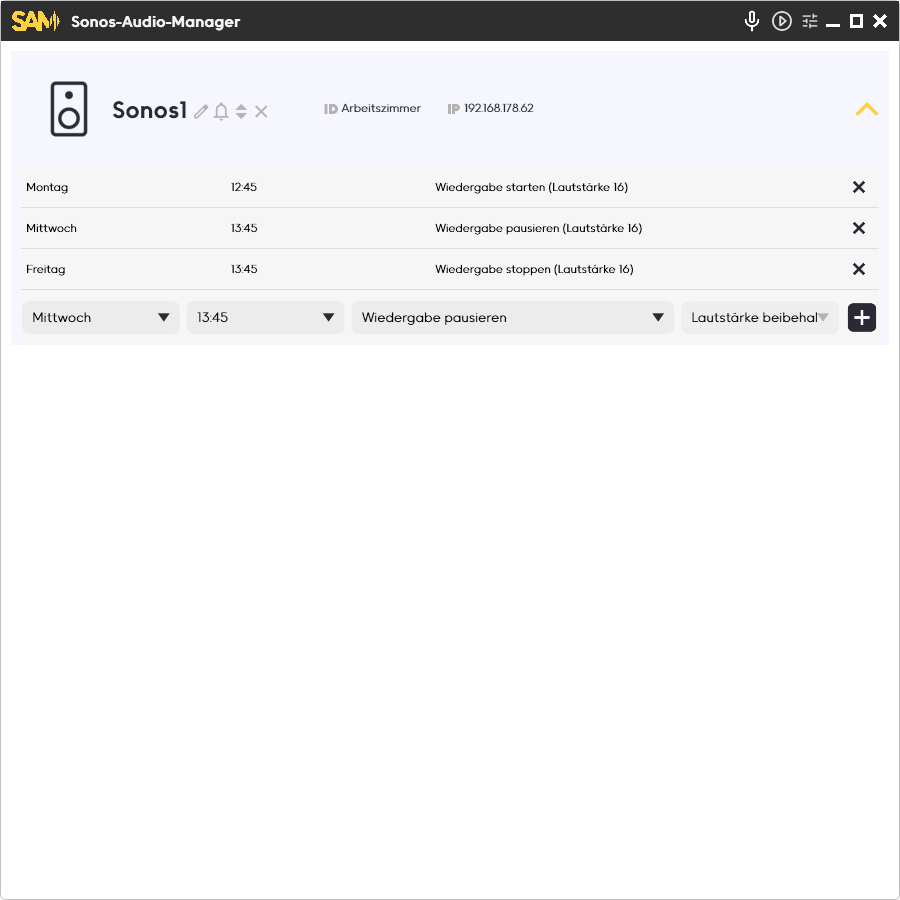 SAM Sonos-Audio-Manager
Sonos1 ID Arbeitszimmer IP 192.168.178.62
Montag 12:45 Wiedergabe starten (Lautstärke 16)
Mittwoch 13:45 Wiedergabe pausieren (Lautstärke 16)
Freitag 13:45 Wiedergabe stoppen (Lautstärke 16)
Mittwoch 13:45 Wiedergabe pausieren Lautstärke beibehal